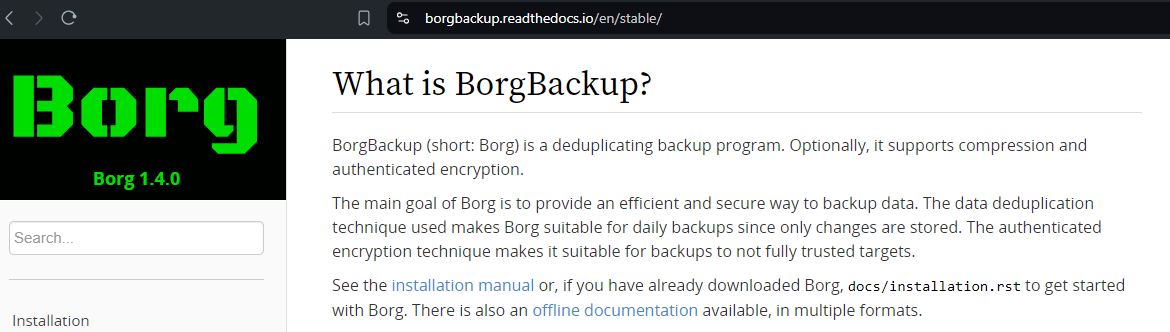 borgbackup.readthedocs.io/en/stable/
Borg
Borg 1.4.0
Search...
Installation
What is BorgBackup?
BorgBackup (short: Borg) is a deduplicating backup program. Optionally, it supports compression and
authenticated encryption.
The main goal of Borg is to provide an efficient and secure way to backup data. The data deduplication
technique used makes Borg suitable for daily backups since only changes are stored. The authenticated
encryption technique makes it suitable for backups to not fully trusted targets.
See the installation manual or, if you have already downloaded Borg, docs/installation.rst to get started
with Borg. There is also an offline documentation available, in multiple formats.